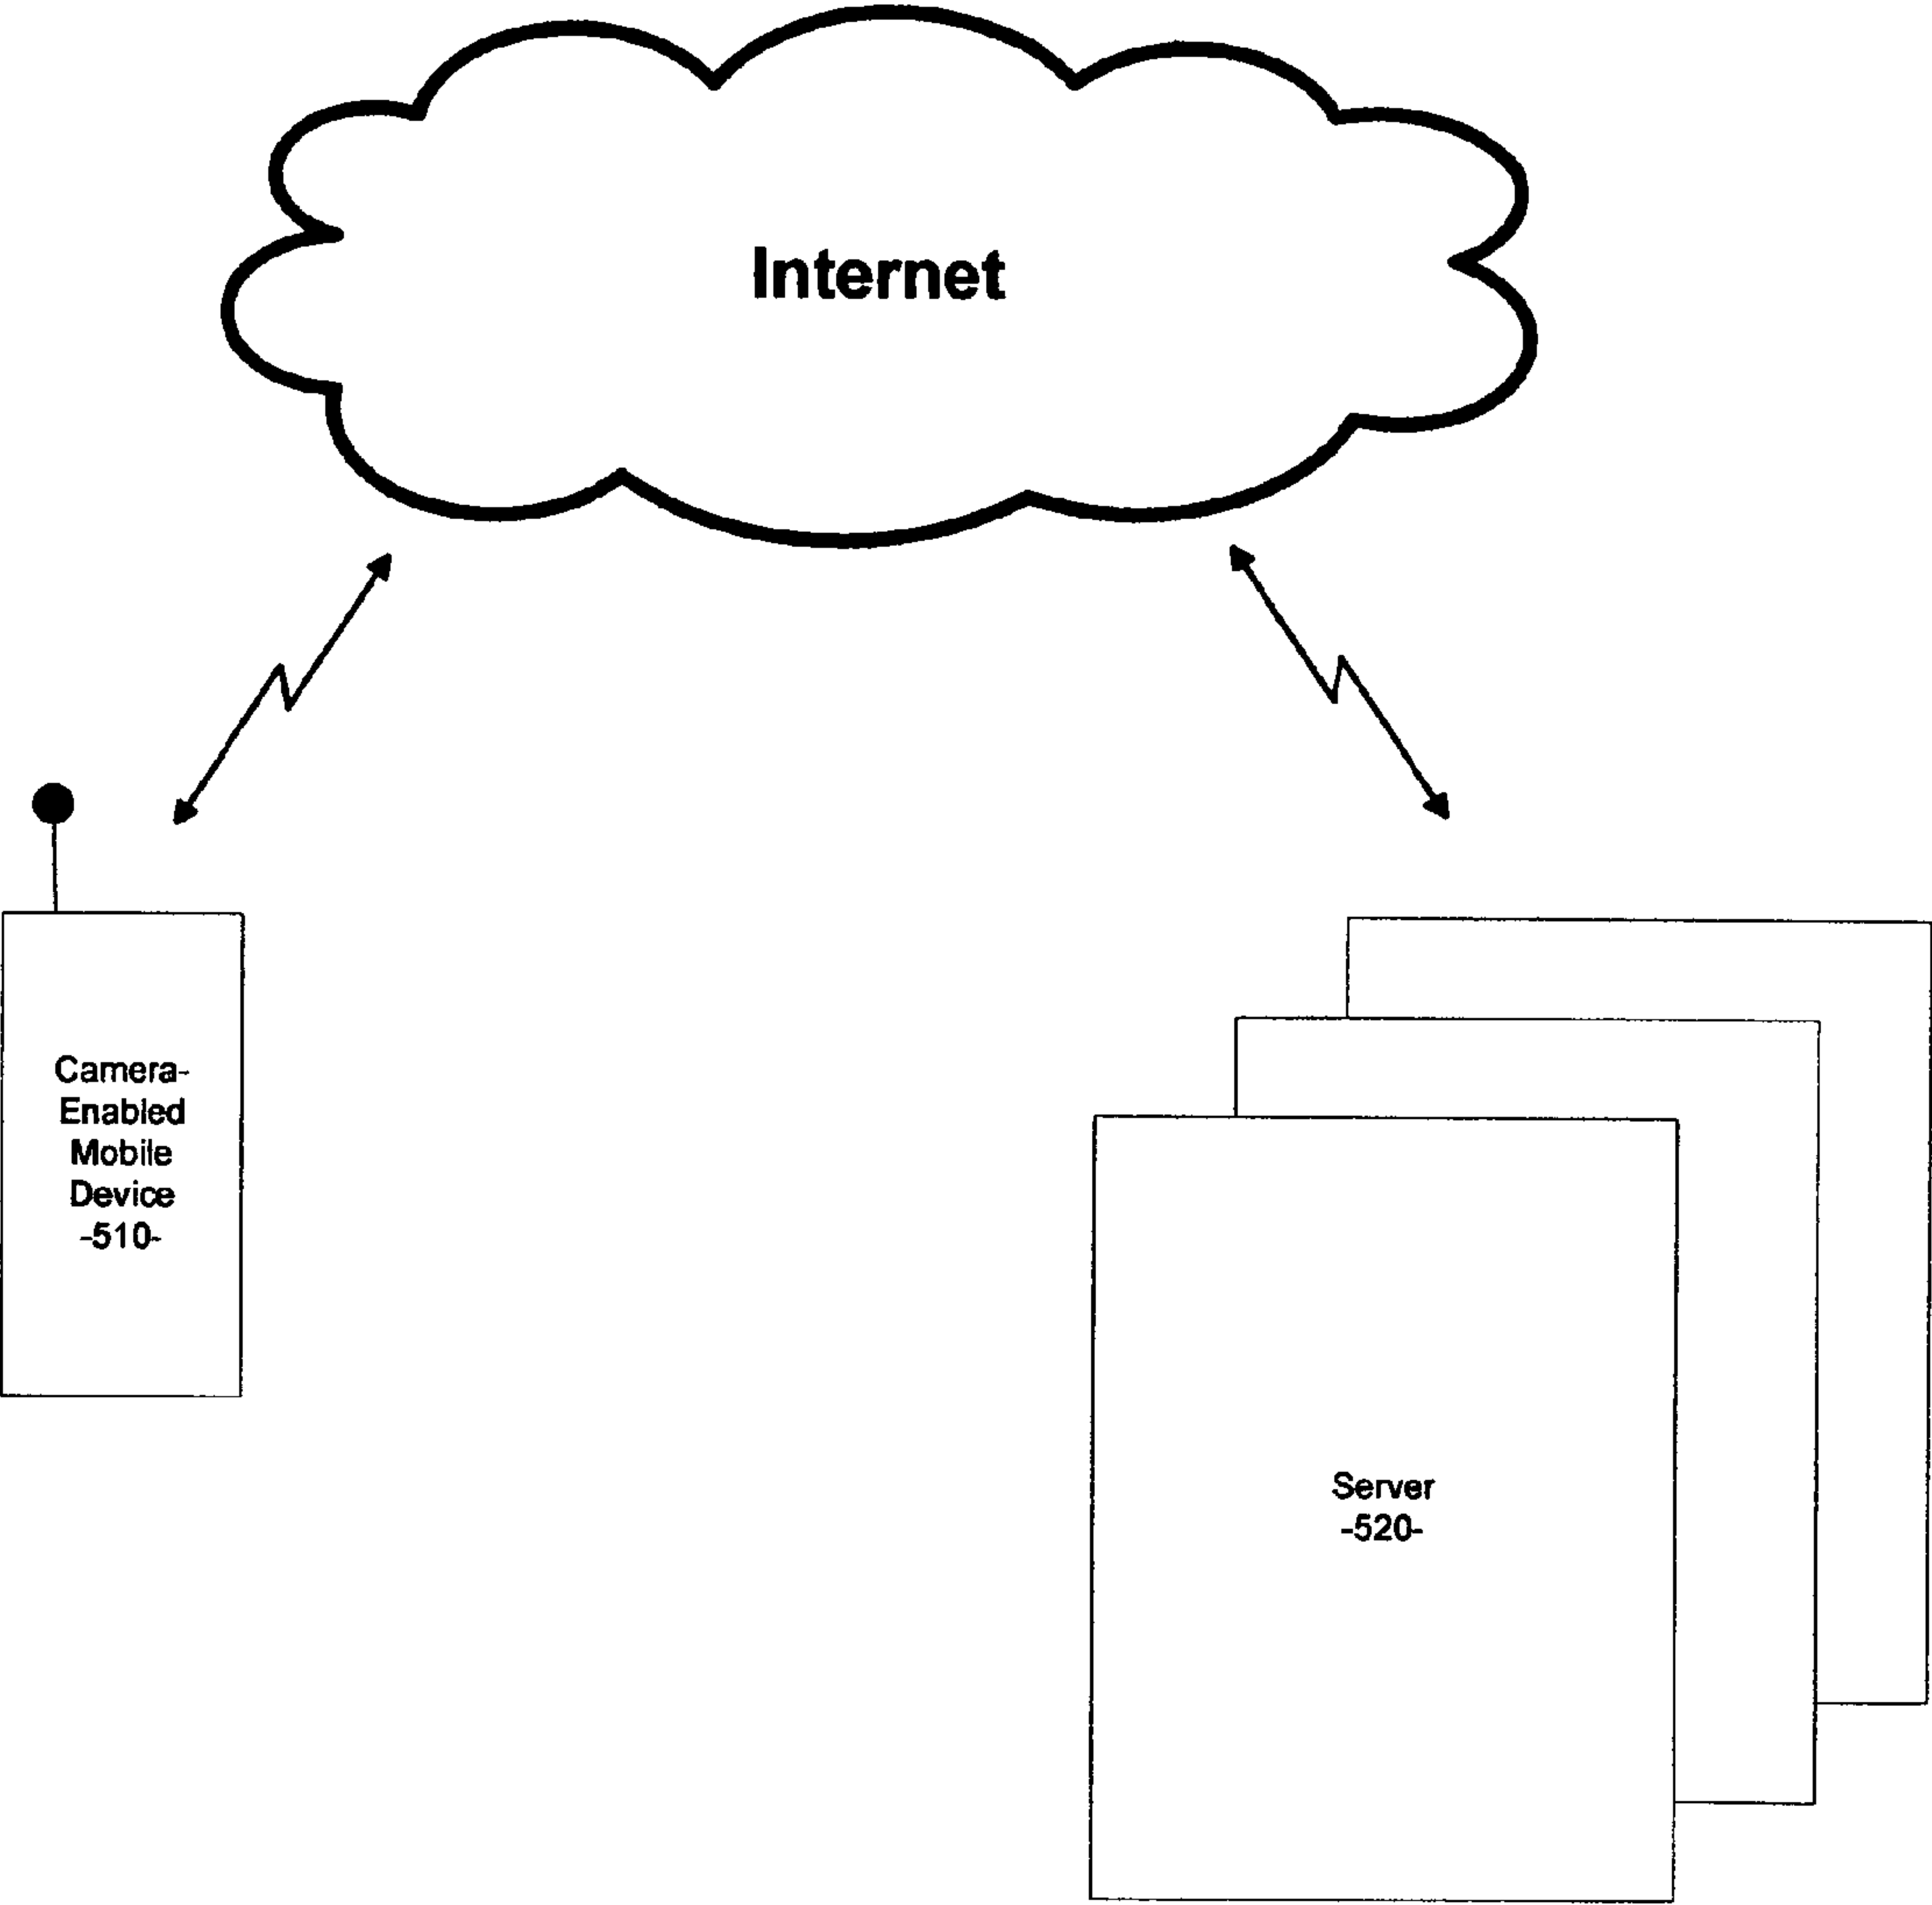 Internet
Camera-
Enabled
Mobile
Device
-510-
Server
-520-